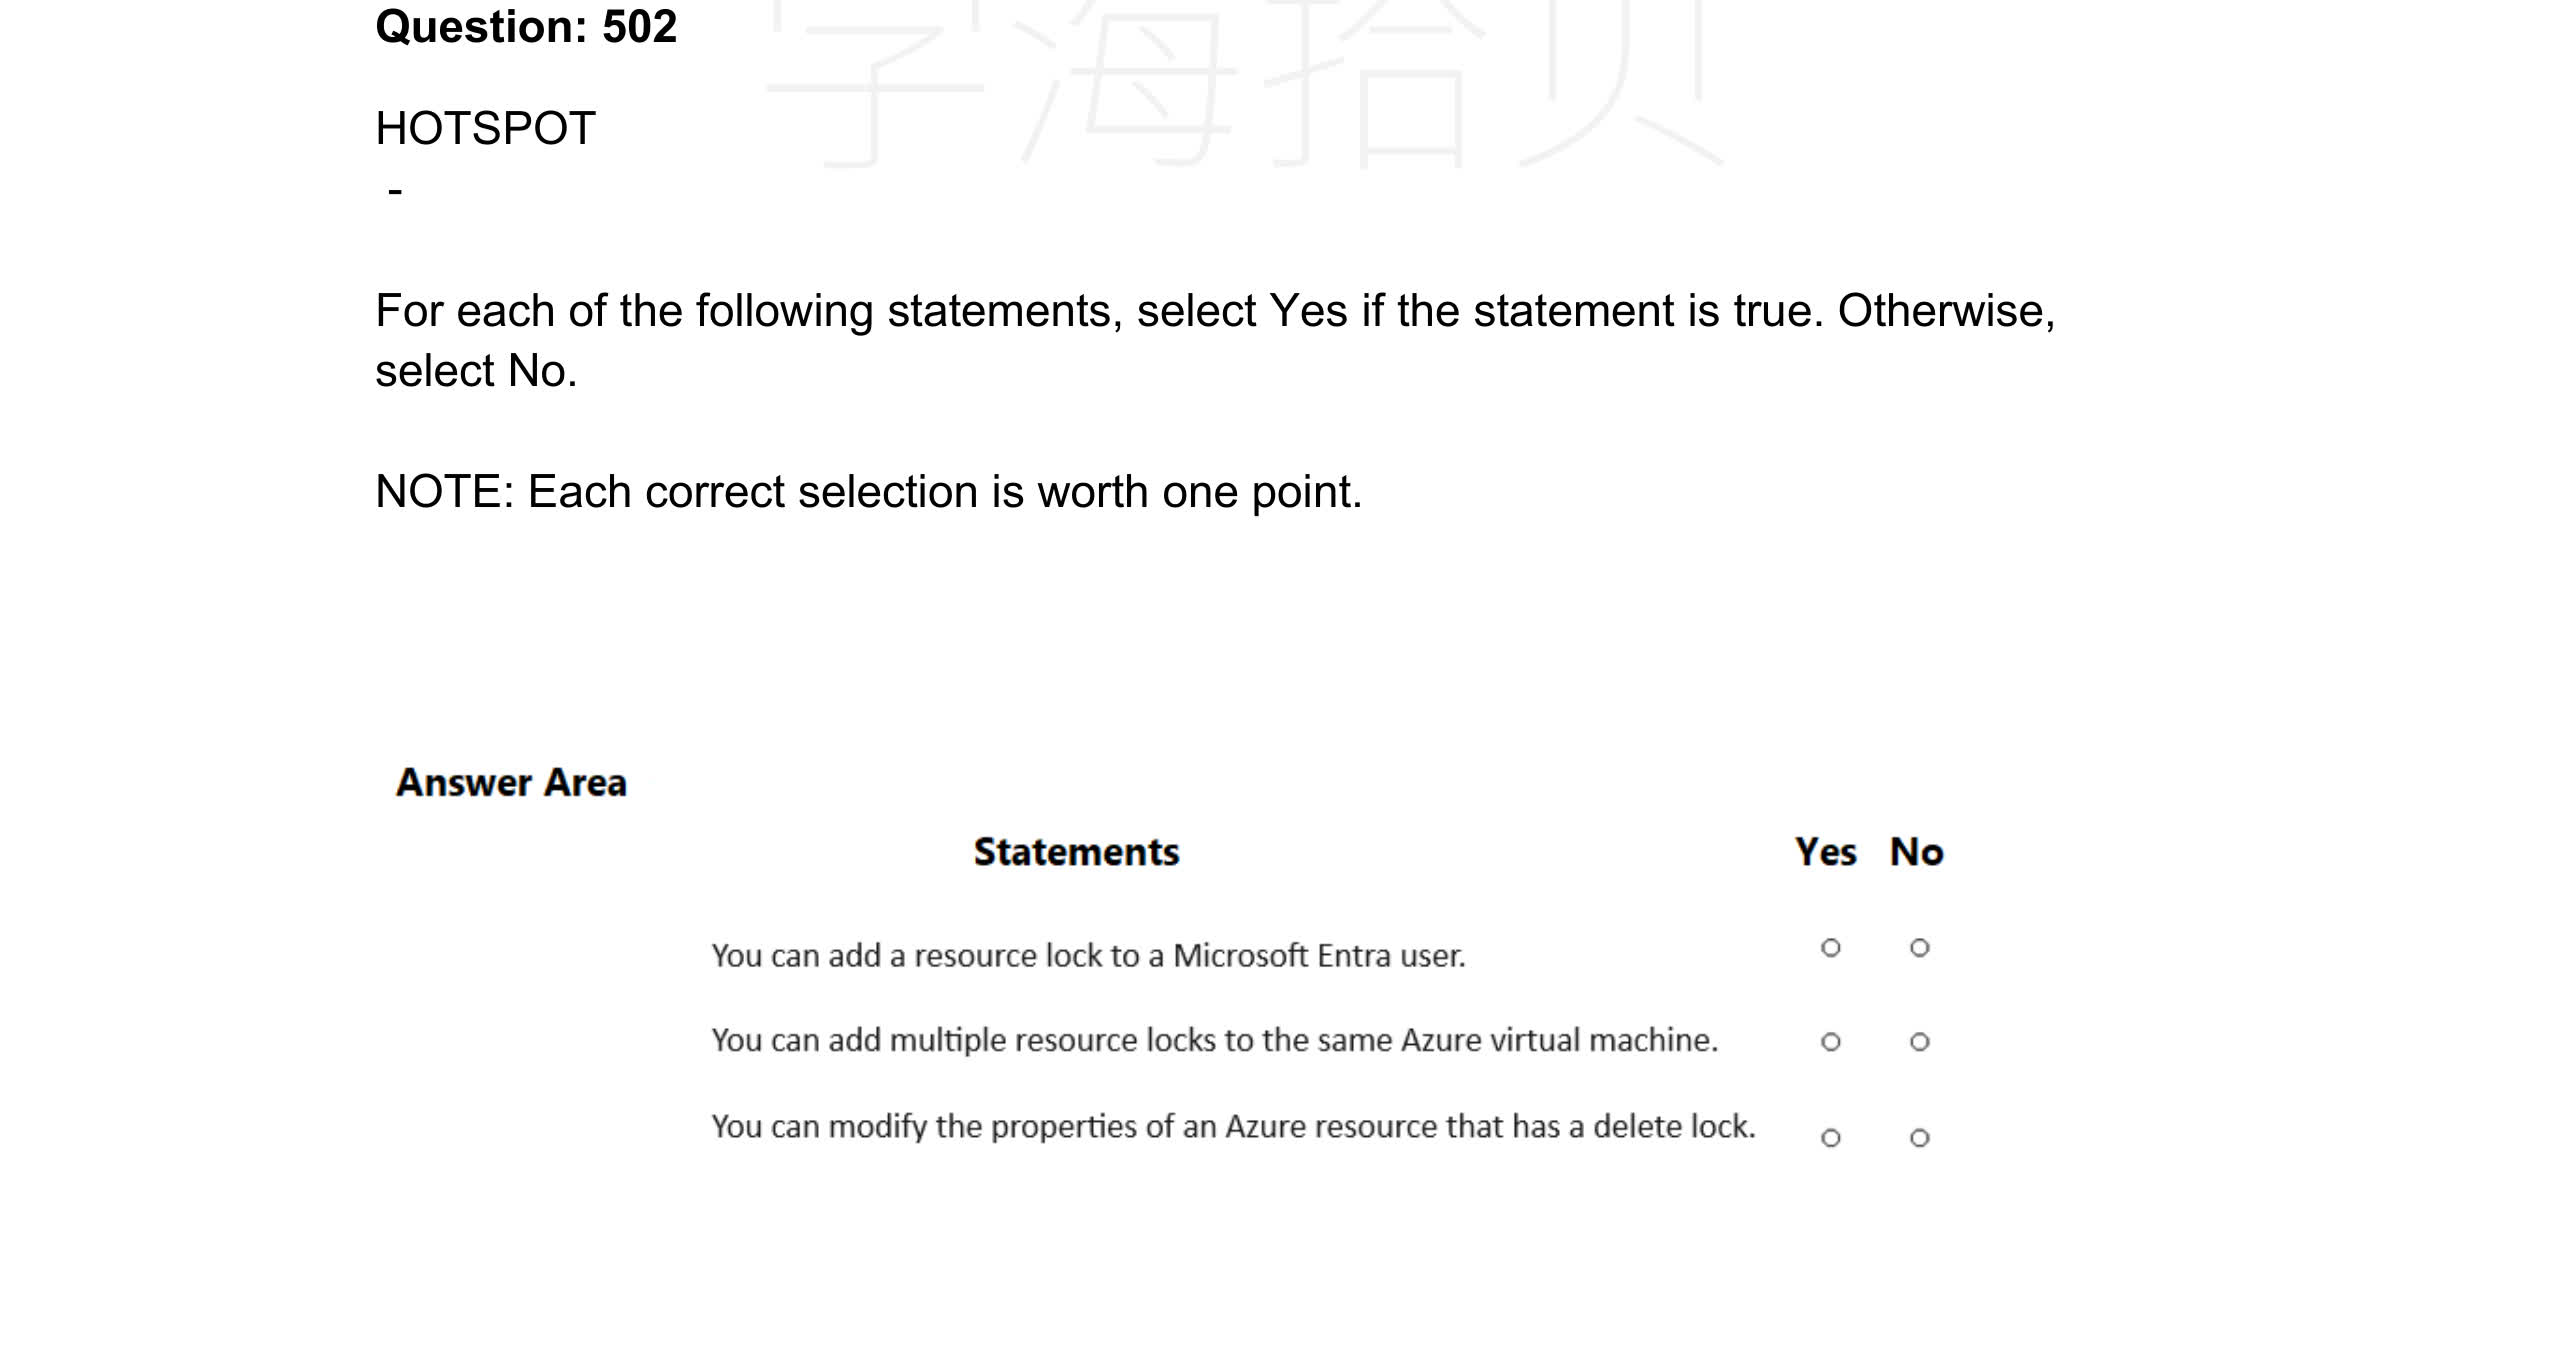 Question: 502
学海拾贝
HOTSPOT
-
For each of the following statements, select Yes if the statement is true. Otherwise,
select No.
NOTE: Each correct selection is worth one point.
Answer Area
Statements Yes No
You can add a resource lock to a Microsoft Entra user.
You can add multiple resource locks to the same Azure virtual machine.
You can modify the properties of an Azure resource that has a delete lock.